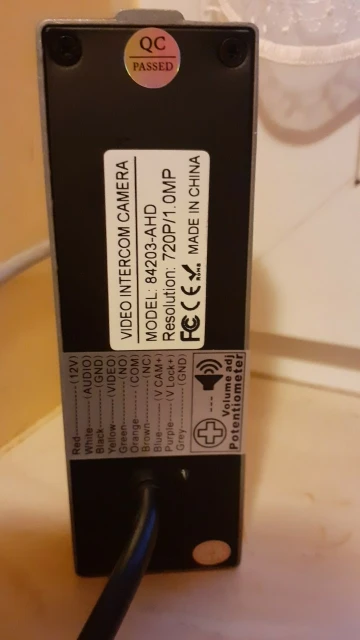 QC
PASSED
VIDEO INTERCOM CAMERA
MODEL: 84203-AHD
Resolution: 720P/1.0MP
FC CE RoHS MADE IN CHINA
Red-------(12V)
White-----(AUDIO)
Black-----(GND)
Yellow----(VIDEO)
Green-----(NO)
Orange----(COM)
Brown-----(NC)
Blue------(V CAM+)
Purple----(V Lock+)
Grey------(GND)
Volume adj
Potentiometer